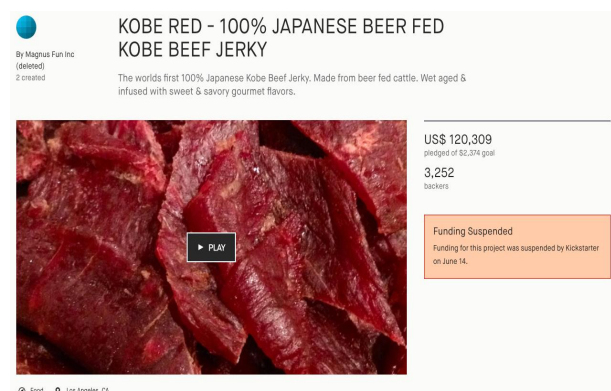 KOBE RED - 100% JAPANESE BEER FED
KOBE BEEF JERKY
By Magnus Fun Inc
(deleted)
2 created
The worlds first 100% Japanese Kobe Beef Jerky. Made from beer fed cattle. Wet aged &
infused with sweet & savory gourmet flavors.
PLAY
US$ 120,309
pledged of $2,374 goal
3,252
backers
Funding Suspended
Funding for this project was suspended by Kickstarter
on June 14.
Food Los Angeles, CA